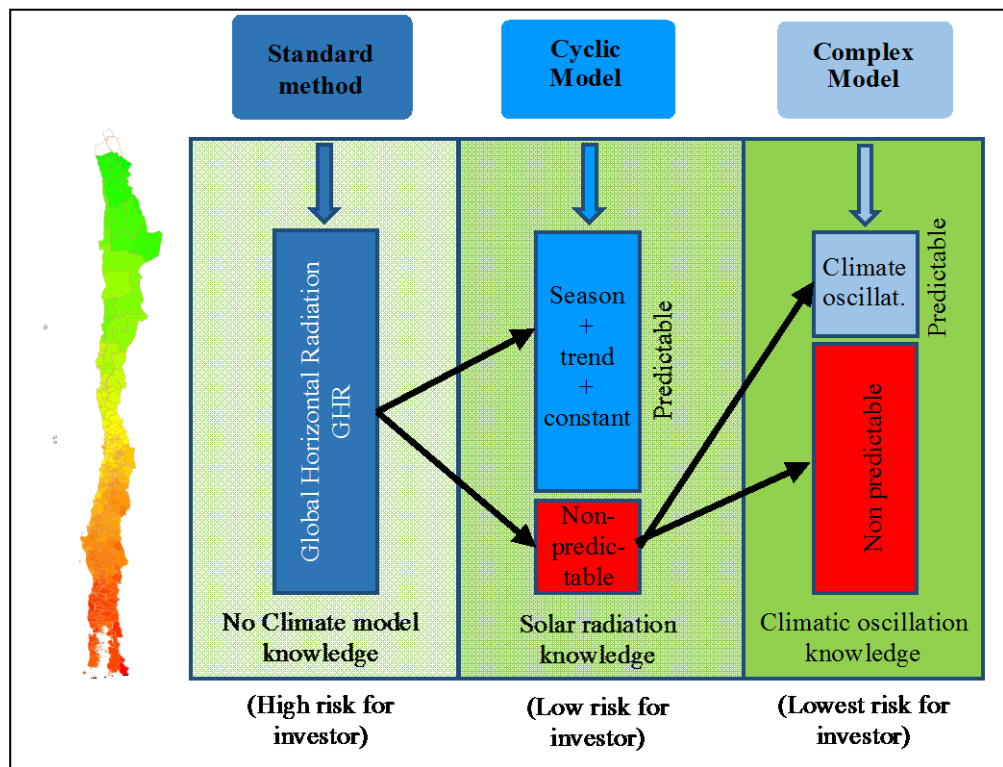 Standard
method
Cyclic
Model
Complex
Model
Global Horizontal Radiation
GHR
Season
+
trend
+
constant
Predictable
Non-
predic-
table
Climate
oscillat.
Predictable
Non predictable
No Climate model
knowledge
Solar radiation
knowledge
Climatic oscillation
knowledge
(High risk for
investor)
(Low risk for
investor)
(Lowest risk for
investor)